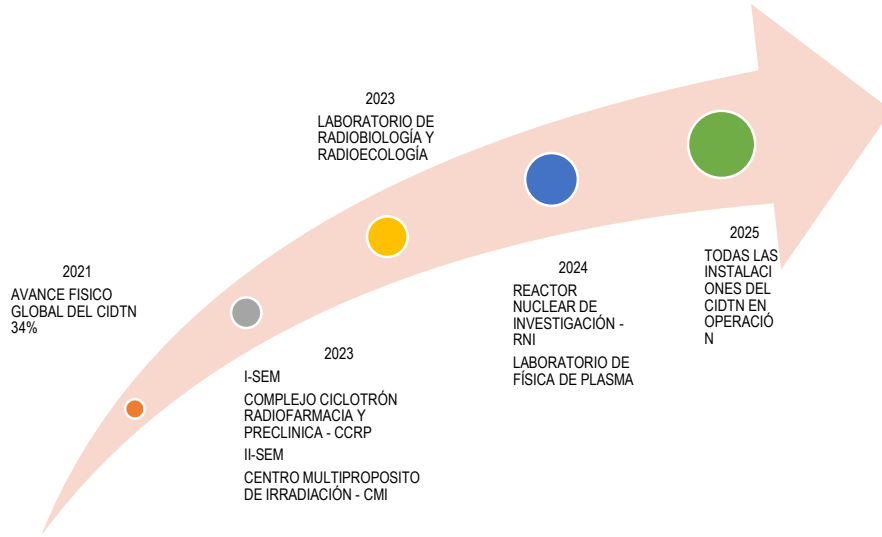 2021
AVANCE FISICO
GLOBAL DEL CIDTN
34%
2023
I-SEM
COMPLEJO CICLOTRÓN
RADIOFARMACIA Y
PRECLINICA - CCRP
II-SEM
CENTRO MULTIPROPOSITO
DE IRRADIACIÓN - CMI
2023
LABORATORIO DE
RADIOBIOLOGÍA Y
RADIOECOLOGÍA
2024
REACTOR
NUCLEAR DE
INVESTIGACIÓN -
RNI
LABORATORIO DE
FÍSICA DE PLASMA
2025
TODAS LAS
INSTALACI
ONES DEL
CIDTN EN
OPERACIÓ
N